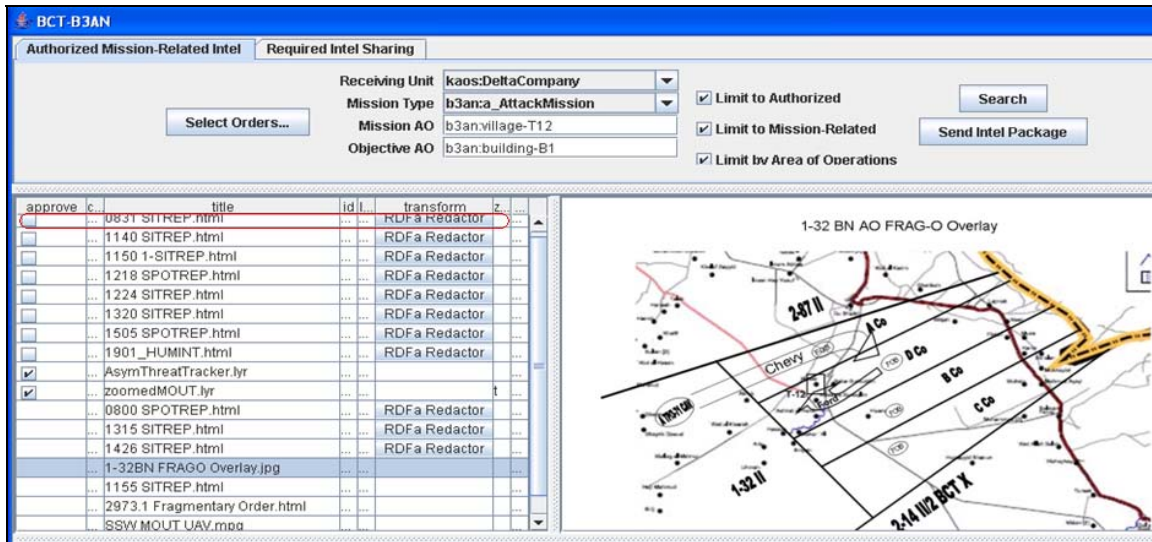 BCT-B3AN
Authorized Mission-Related Intel Required Intel Sharing
Receiving Unit kaos:DeltaCompany
Mission Type b3an:a_AttackMission
Mission AO b3an:village-T12
Objective AO b3an:building-B1
Select Orders...
Limit to Authorized
Limit to Mission-Related
Limit by Area of Operations
Search
Send Intel Package
approve c... title id l... transform z... ...
... 0831 SITREP.html ... ... RDFa Redactor ...
... 1140 SITREP.html ... ... RDFa Redactor ...
... 1150 1-SITREP.html ... ... RDFa Redactor ...
... 1218 SPOTREP.html ... ... RDFa Redactor ...
... 1224 SITREP.html ... ... RDFa Redactor ...
... 1320 SITREP.html ... ... RDFa Redactor ...
... 1505 SPOTREP.html ... ... RDFa Redactor ...
... 1901_HUMINT.html ... ... RDFa Redactor ...
... AsymThreatTracker.lyr ... ... ...
... zoomedMOUT.lyr ... ... t ...
... 0800 SPOTREP.html ... ... RDFa Redactor ...
... 1315 SITREP.html ... ... RDFa Redactor ...
... 1426 SITREP.html ... ... RDFa Redactor ...
... 1-32BN FRAGO Overlay.jpg ... ... ...
... 1155 SITREP.html ... ... ...
... 2973.1 Fragmentary Order.html ... ... ...
... SSW MOUT UAV.mpg ... ... ...
1-32 BN AO FRAG-O Overlay
2-87 II
A Co
Chevy
FOB
D Co
FOB
B Co
T-12
Ford
C Co
FOB
FOB
1-32 II
2-14 II/2 BCT X